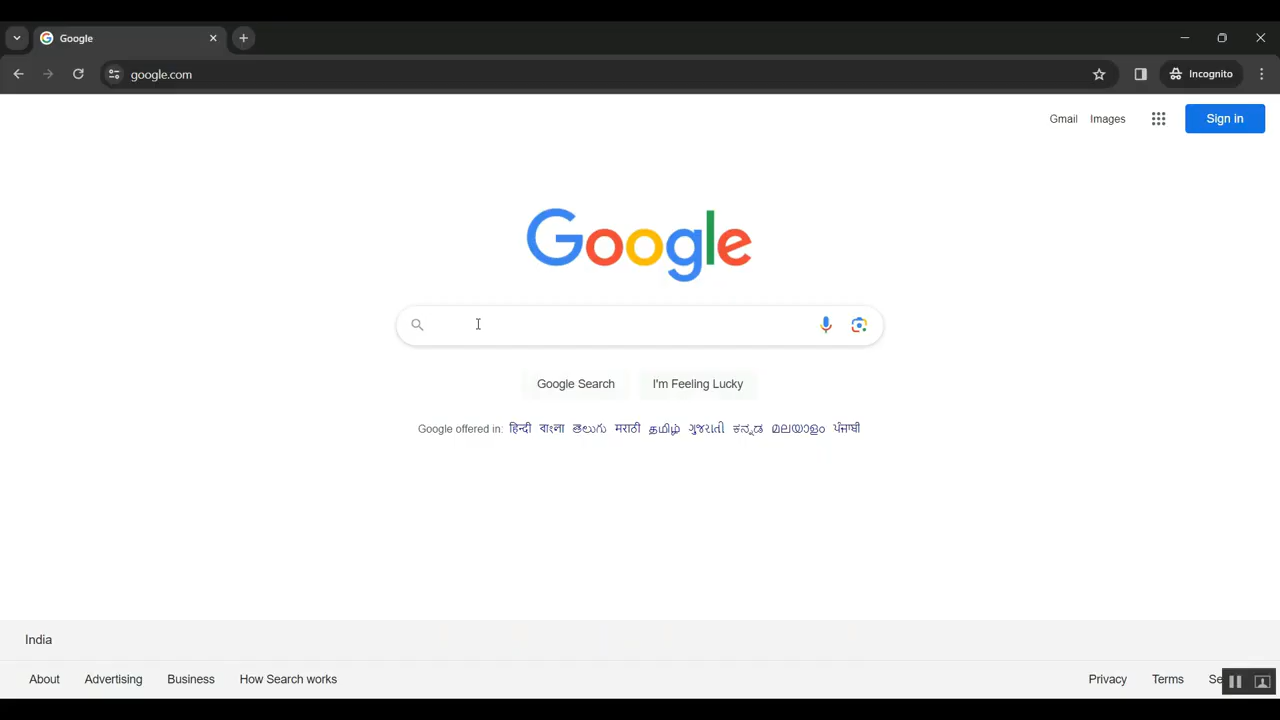 Google
google.com
Incognito
Gmail Images Sign in
Google
Google Search I'm Feeling Lucky
Google offered in: हिन्दी বাংলা తెలుగు मराठी தமிழ் ગુજરાતી ಕನ್ನಡ മലയാളം ਪੰਜਾਬੀ
India
About Advertising Business How Search works Privacy Terms Se